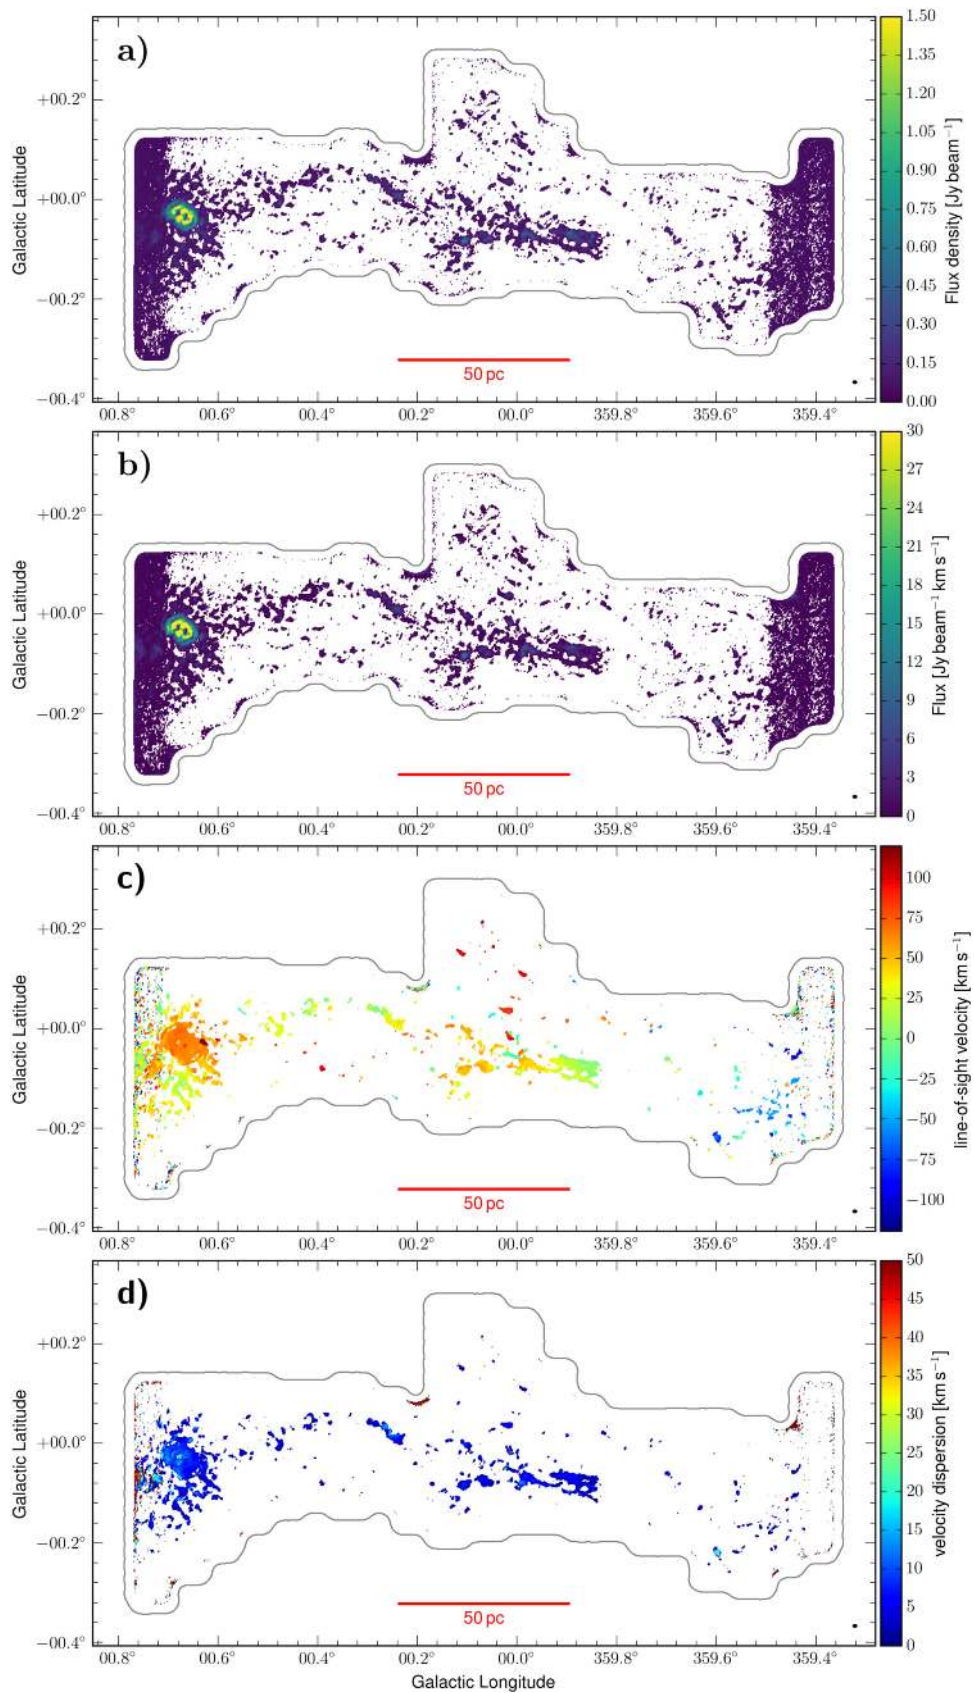 a)
+00.2°
+00.0°
−00.2°
−00.4°
Galactic Latitude
50 pc
00.8° 00.6° 00.4° 00.2° 00.0° 359.8° 359.6° 359.4°
1.50
1.35
1.20
1.05
0.90
0.75
0.60
0.45
0.30
0.15
0.00
Flux density [Jy beam⁻¹]
b)
+00.2°
+00.0°
−00.2°
−00.4°
Galactic Latitude
50 pc
00.8° 00.6° 00.4° 00.2° 00.0° 359.8° 359.6° 359.4°
30
27
24
21
18
15
12
9
6
3
0
Flux [Jy beam⁻¹ km s⁻¹]
c)
+00.2°
+00.0°
−00.2°
−00.4°
Galactic Latitude
50 pc
00.8° 00.6° 00.4° 00.2° 00.0° 359.8° 359.6° 359.4°
100
75
50
25
0
−25
−50
−75
−100
line-of-sight velocity [km s⁻¹]
d)
+00.2°
+00.0°
−00.2°
−00.4°
Galactic Latitude
50 pc
00.8° 00.6° 00.4° 00.2° 00.0° 359.8° 359.6° 359.4°
Galactic Longitude
50
45
40
35
30
25
20
15
10
5
0
velocity dispersion [km s⁻¹]